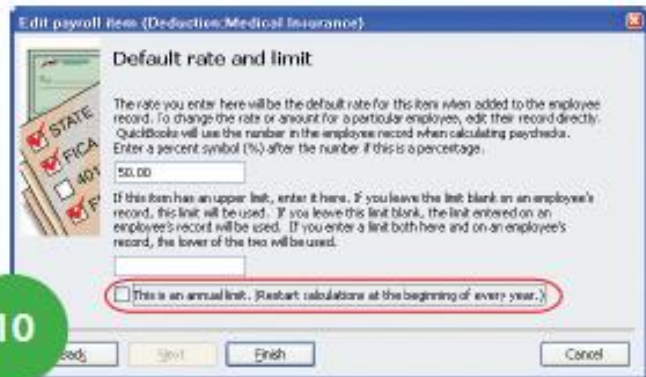 Edit payroll item (Deduction:Medical Insurance)
Default rate and limit
The rate you enter here will be the default rate for this item when added to the employee
record. To change the rate or amount for a particular employee, edit their record directly.
QuickBooks will use the number in the employee record when calculating paychecks.
Enter a percent symbol (%) after the number if this is a percentage.
50.00
If this item has an upper limit, enter it here. If you leave the limit blank on an employee's
record, this limit will be used. If you leave this limit blank, the limit entered on an
employee's record will be used. If you enter a limit both here and on an employee's
record, the lower of the two will be used.
This is an annual limit. (Restart calculations at the beginning of every year.)
STATE
FICA
401
10
Next
Finish
Cancel